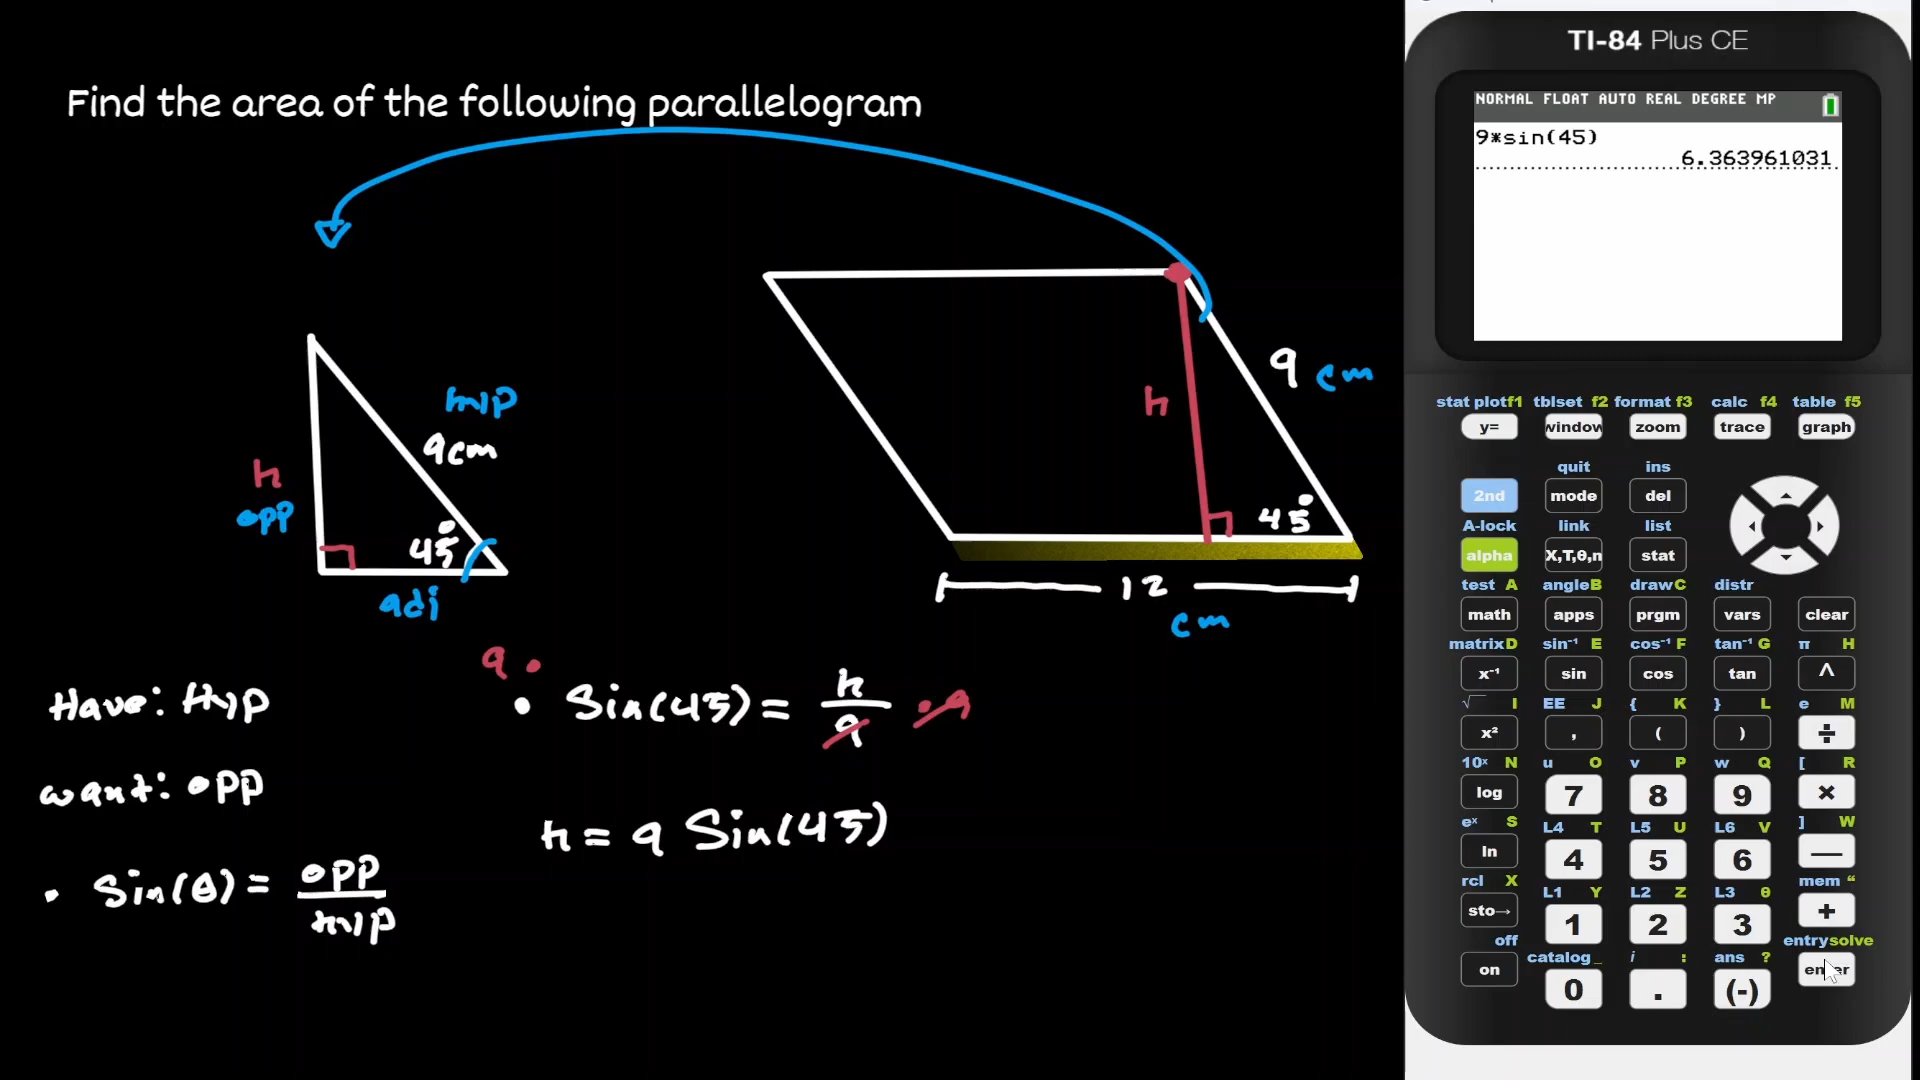 Find the area of the following parallelogram
hyp
9cm
h
opp
45°
adj
h
9 cm
45°
12
cm
Have: Hyp
want: opp
• Sin(θ) = opp/hyp
9 •
• Sin(45) = h/9 • 9
h = 9 Sin(45)
TI-84 Plus CE
NORMAL FLOAT AUTO REAL DEGREE MP
9*sin(45)
6.363961031
stat plot f1 tblset f2 format f3 calc f4 table f5
y= window zoom trace graph
quit ins
2nd mode del
A-lock link list
alpha X,T,θ,n stat
test A angle B draw C distr
math apps prgm vars clear
matrix D sin⁻¹ E cos⁻¹ F tan⁻¹ G π H
x⁻¹ sin cos tan ^
√ I EE J { K } L e M
x² , ( ) ÷
10ˣ N u O v P w Q [ R
log 7 8 9 ×
eˣ S L4 T L5 U L6 V ] W
ln 4 5 6 —
rcl X L1 Y L2 Z L3 θ mem “
sto→ 1 2 3 +
off catalog _ i : ans ? entry solve
on 0 . (-) enter